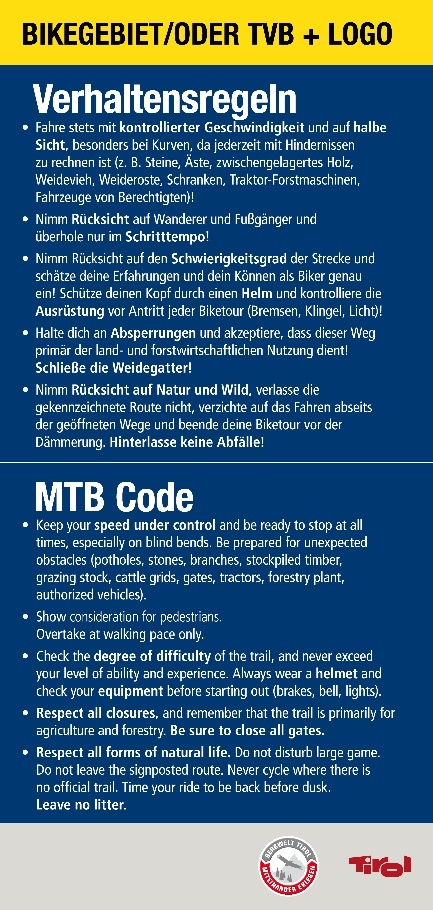 BIKEGEBIET/ODER TVB + LOGO
Verhaltensregeln
• Fahre stets mit kontrollierter Geschwindigkeit und auf halbe
Sicht, besonders bei Kurven, da jederzeit mit Hindernissen
zu rechnen ist (z. B. Steine, Äste, zwischengelagertes Holz,
Weidevieh, Weideroste, Schranken, Traktor-Forstmaschinen,
Fahrzeuge von Berechtigten)!
• Nimm Rücksicht auf Wanderer und Fußgänger und
überhole nur im Schritttempo!
• Nimm Rücksicht auf den Schwierigkeitsgrad der Strecke und
schätze deine Erfahrungen und dein Können als Biker genau
ein! Schütze deinen Kopf durch einen Helm und kontrolliere die
Ausrüstung vor Antritt jeder Biketour (Bremsen, Klingel, Licht)!
• Halte dich an Absperrungen und akzeptiere, dass dieser Weg
primär der land- und forstwirtschaftlichen Nutzung dient!
Schließe die Weidegatter!
• Nimm Rücksicht auf Natur und Wild, verlasse die
gekennzeichnete Route nicht, verzichte auf das Fahren abseits
der geöffneten Wege und beende deine Biketour vor der
Dämmerung. Hinterlasse keine Abfälle!
MTB Code
• Keep your speed under control and be ready to stop at all
times, especially on blind bends. Be prepared for unexpected
obstacles (potholes, stones, branches, stockpiled timber,
grazing stock, cattle grids, gates, tractors, forestry plant,
authorized vehicles).
• Show consideration for pedestrians.
Overtake at walking pace only.
• Check the degree of difficulty of the trail, and never exceed
your level of ability and experience. Always wear a helmet and
check your equipment before starting out (brakes, bell, lights).
• Respect all closures, and remember that the trail is primarily for
agriculture and forestry. Be sure to close all gates.
• Respect all forms of natural life. Do not disturb large game.
Do not leave the signposted route. Never cycle where there is
no official trail. Time your ride to be back before dusk.
Leave no litter.
BERGWELT TIROL
MITEINANDER ERLEBEN
Tirol